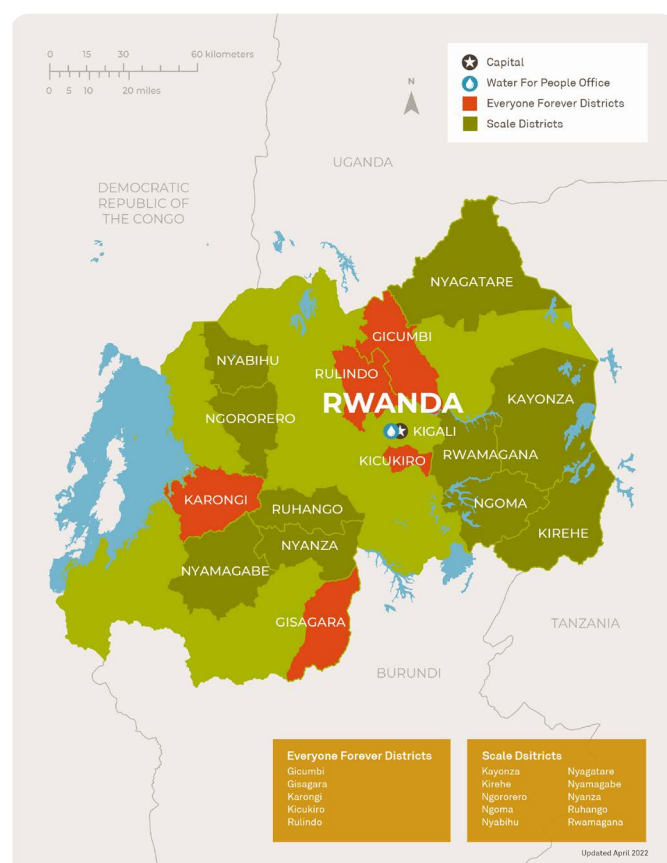 0 15 30 60 kilometers
0 5 10 20 miles
N
Capital
Water For People Office
Everyone Forever Districts
Scale Districts
UGANDA
DEMOCRATIC
REPUBLIC OF
THE CONGO
NYAGATARE
GICUMBI
NYABIHU
RULINDO
RWANDA
KAYONZA
NGORORERO
KIGALI
RWAMAGANA
KICUKIRO
KARONGI
NGOMA
RUHANGO
KIREHE
NYANZA
NYAMAGABE
GISAGARA
TANZANIA
BURUNDI
Everyone Forever Districts
Gicumbi
Gisagara
Karongi
Kicukiro
Rulindo
Scale Dsitricts
Kayonza
Kirehe
Ngororero
Ngoma
Nyabihu
Nyagatare
Nyamagabe
Nyanza
Ruhango
Rwamagana
Updated April 2022